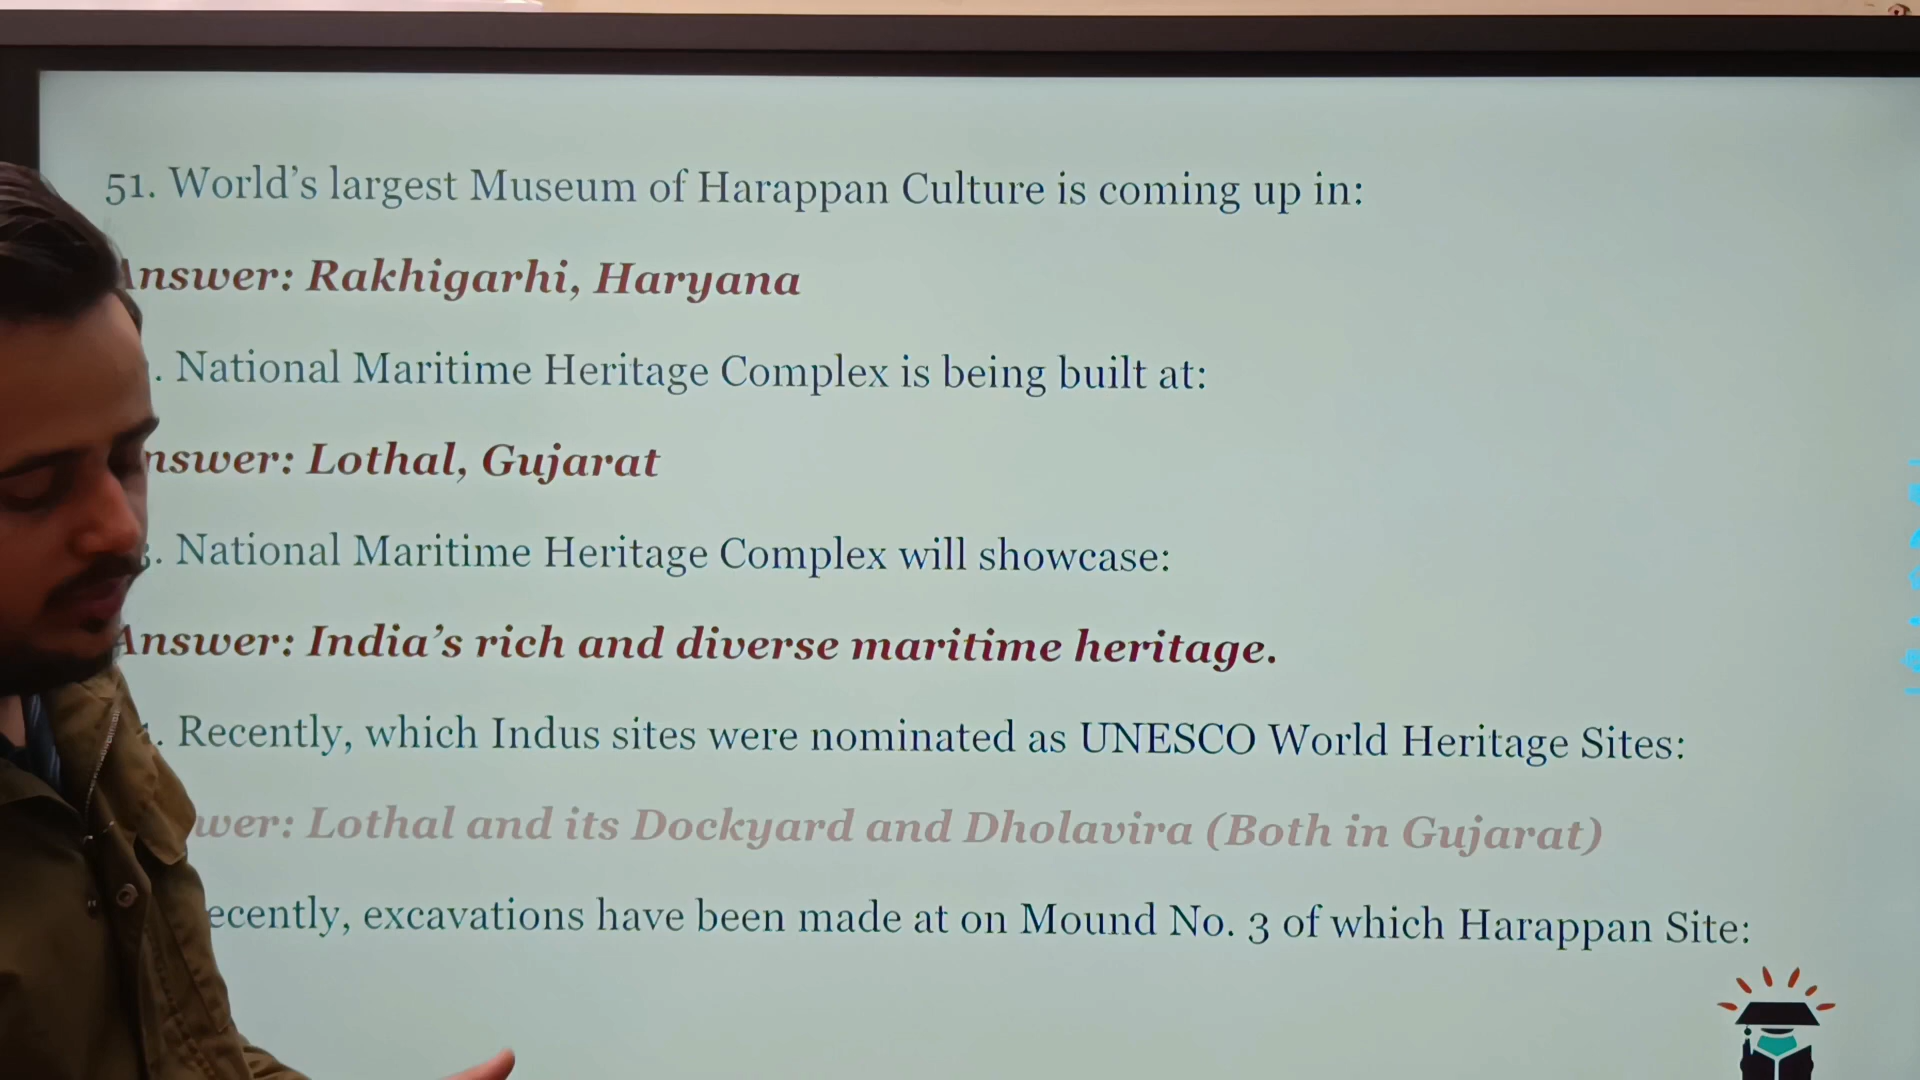 51. World’s largest Museum of Harappan Culture is coming up in:
Answer: Rakhigarhi, Haryana
. National Maritime Heritage Complex is being built at:
nswer: Lothal, Gujarat
3. National Maritime Heritage Complex will showcase:
Answer: India’s rich and diverse maritime heritage.
. Recently, which Indus sites were nominated as UNESCO World Heritage Sites:
wer: Lothal and its Dockyard and Dholavira (Both in Gujarat)
ecently, excavations have been made at on Mound No. 3 of which Harappan Site: